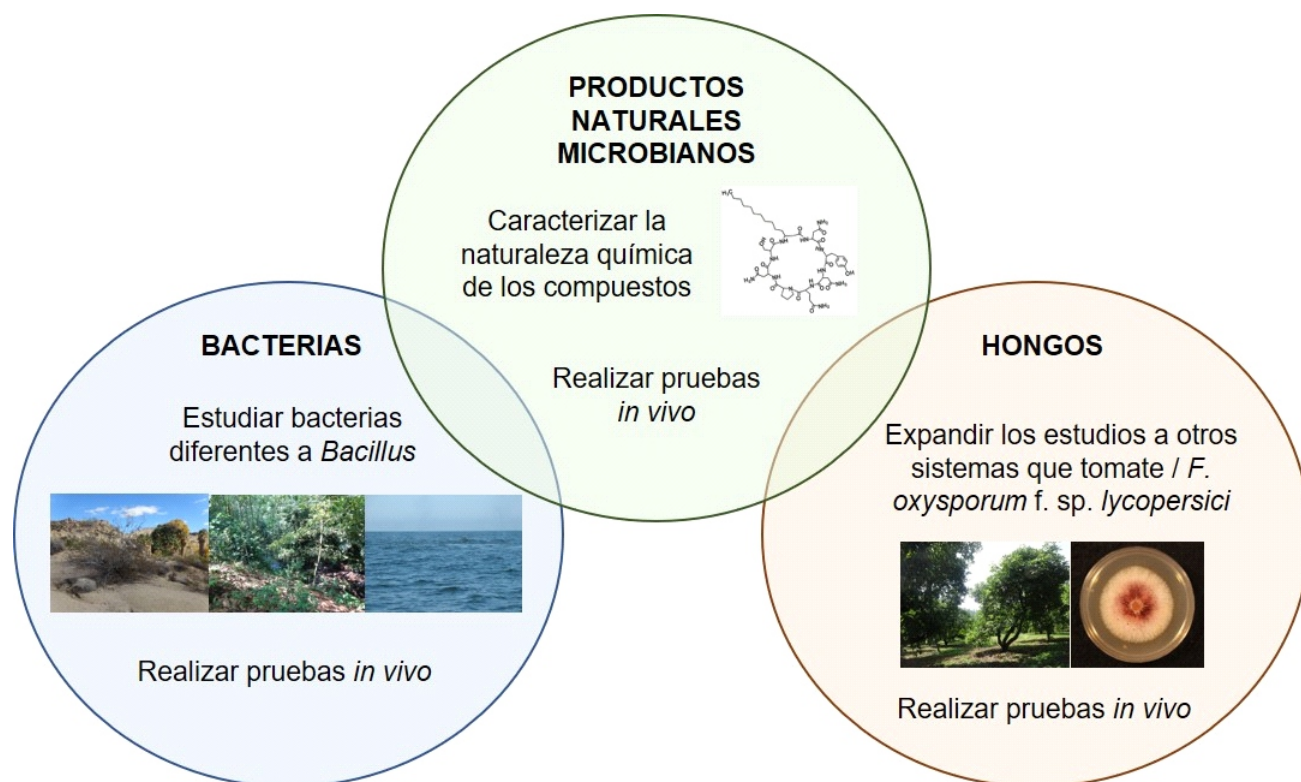 PRODUCTOS
NATURALES
MICROBIANOS
Caracterizar la
naturaleza química
de los compuestos
Realizar pruebas
in vivo
BACTERIAS
Estudiar bacterias
diferentes a Bacillus
Realizar pruebas in vivo
HONGOS
Expandir los estudios a otros
sistemas que tomate / F.
oxysporum f. sp. lycopersici
Realizar pruebas in vivo